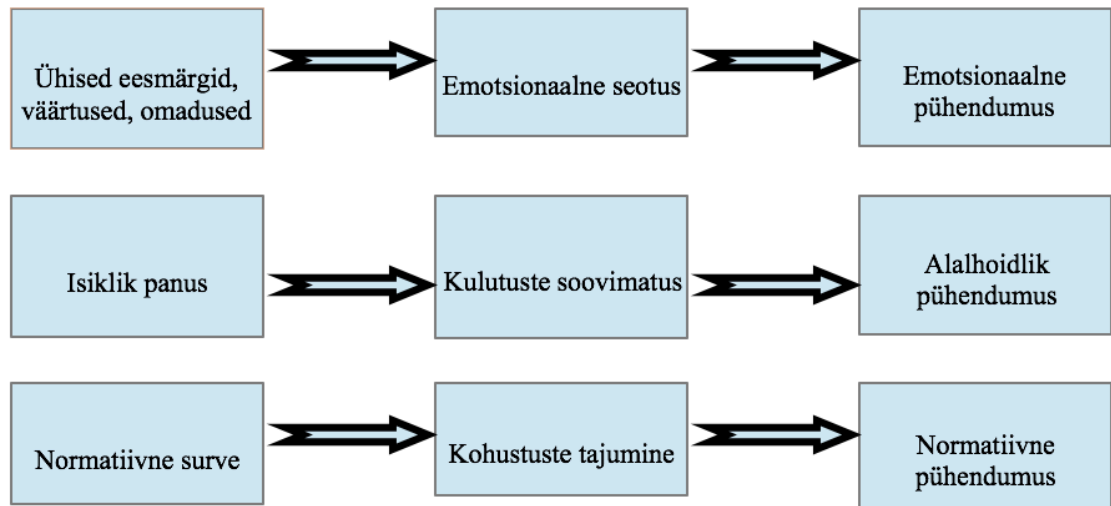 Ühised eesmärgid,
väärtused, omadused
Emotsionaalne seotus
Emotsionaalne
pühendumus
Isiklik panus
Kulutuste soovimatus
Alalhoidlik
pühendumus
Normatiivne surve
Kohustuste tajumine
Normatiivne
pühendumus